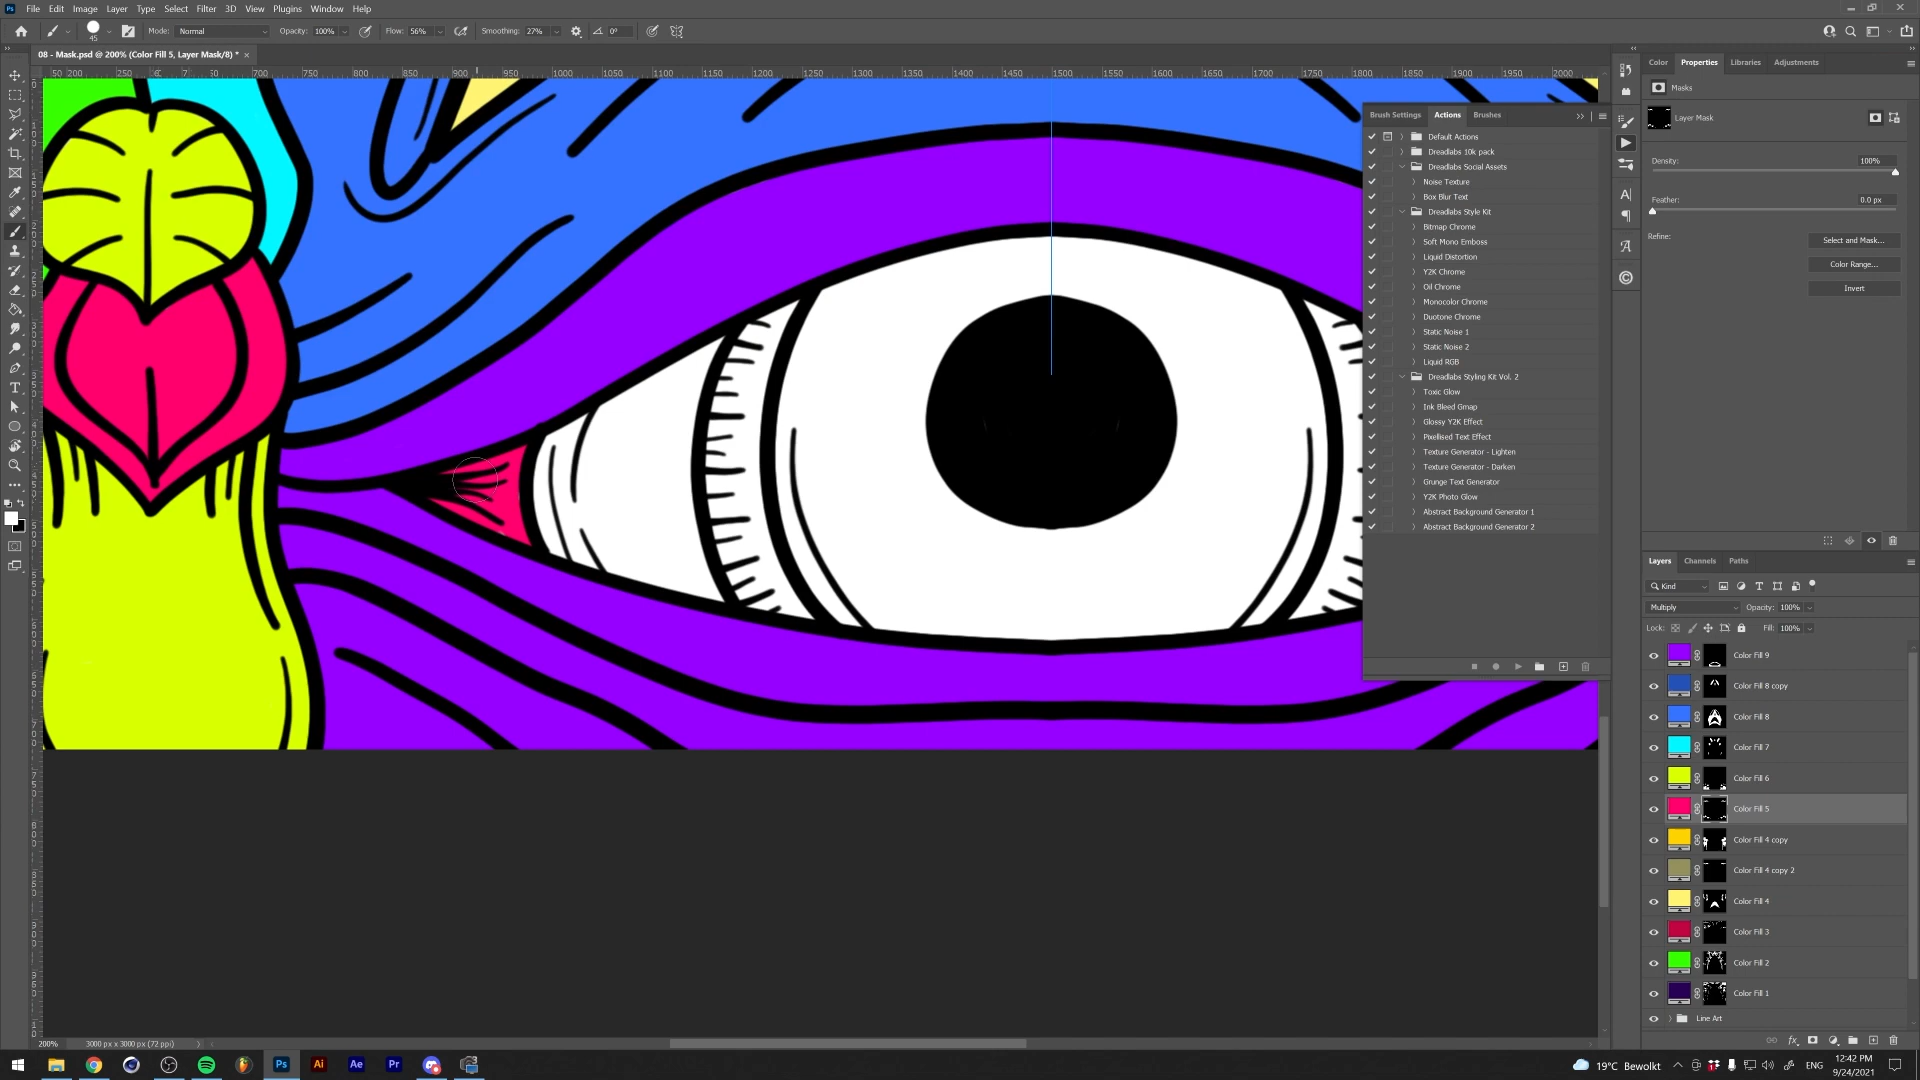 File Edit Image Layer Type Select Filter 3D View Plugins Window Help
45 Mode: Normal Opacity: 100% Flow: 56% Smoothing: 27% 0°
08 - Mask.psd @ 200% (Color Fill 5, Layer Mask/8) *
Color Properties Libraries Adjustments
Masks
Layer Mask
Density: 100%
Feather: 0.0 px
Refine:
Select and Mask...
Color Range...
Invert
Brush Settings Actions Brushes
Default Actions
Dreadlabs 10k pack
Dreadlabs Social Assets
Noise Texture
Box Blur Text
Dreadlabs Style Kit
Bitmap Chrome
Soft Mono Emboss
Liquid Distortion
Y2K Chrome
Oil Chrome
Monocolor Chrome
Duotone Chrome
Static Noise 1
Static Noise 2
Liquid RGB
Dreadlabs Styling Kit Vol. 2
Toxic Glow
Ink Bleed Gmap
Glossy Y2K Effect
Pixellised Text Effect
Texture Generator - Lighten
Texture Generator - Darken
Grunge Text Generator
Y2K Photo Glow
Abstract Background Generator 1
Abstract Background Generator 2
Layers Channels Paths
Kind
Multiply Opacity: 100%
Lock: Fill: 100%
Color Fill 9
Color Fill 8 copy
Color Fill 8
Color Fill 7
Color Fill 6
Color Fill 5
Color Fill 4 copy
Color Fill 4 copy 2
Color Fill 4
Color Fill 3
Color Fill 2
Color Fill 1
Line Art
200% 3000 px x 3000 px (72 ppi)
Ps Ai Ae Pr
19°C Bewolkt
ENG
12:42 PM
9/24/2021